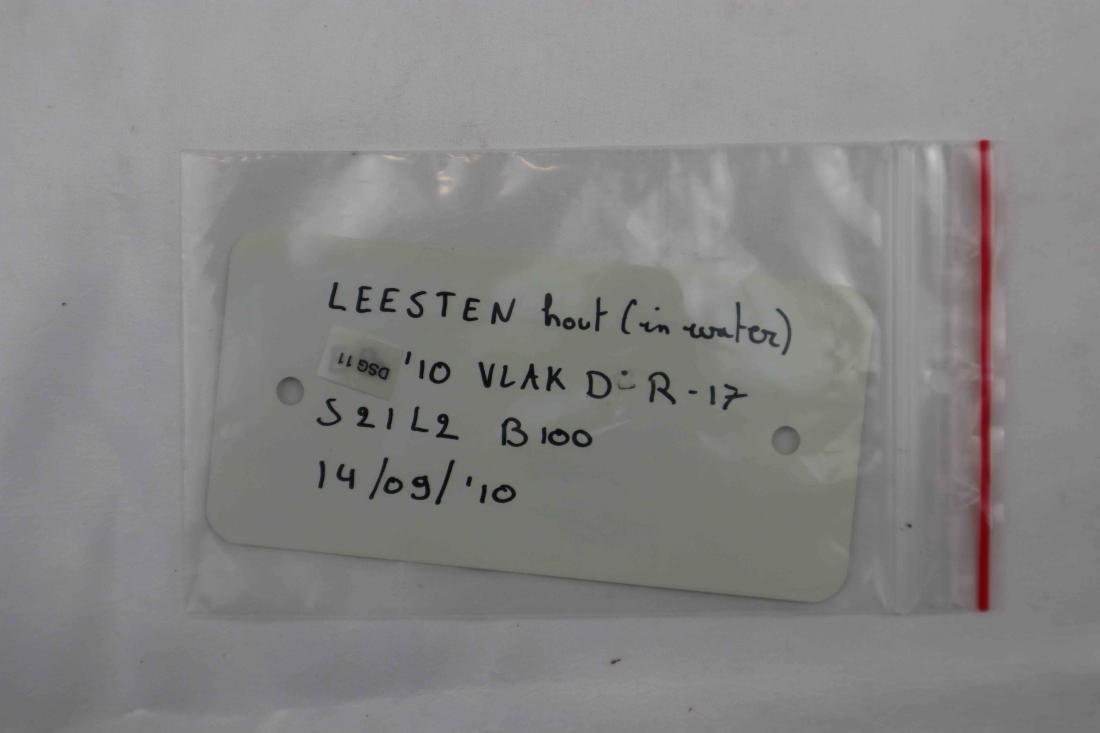 LEESTEN hout (in water)
DSG 11 '10 VLAK D-R-17
S21L2 B100
14/09/'10